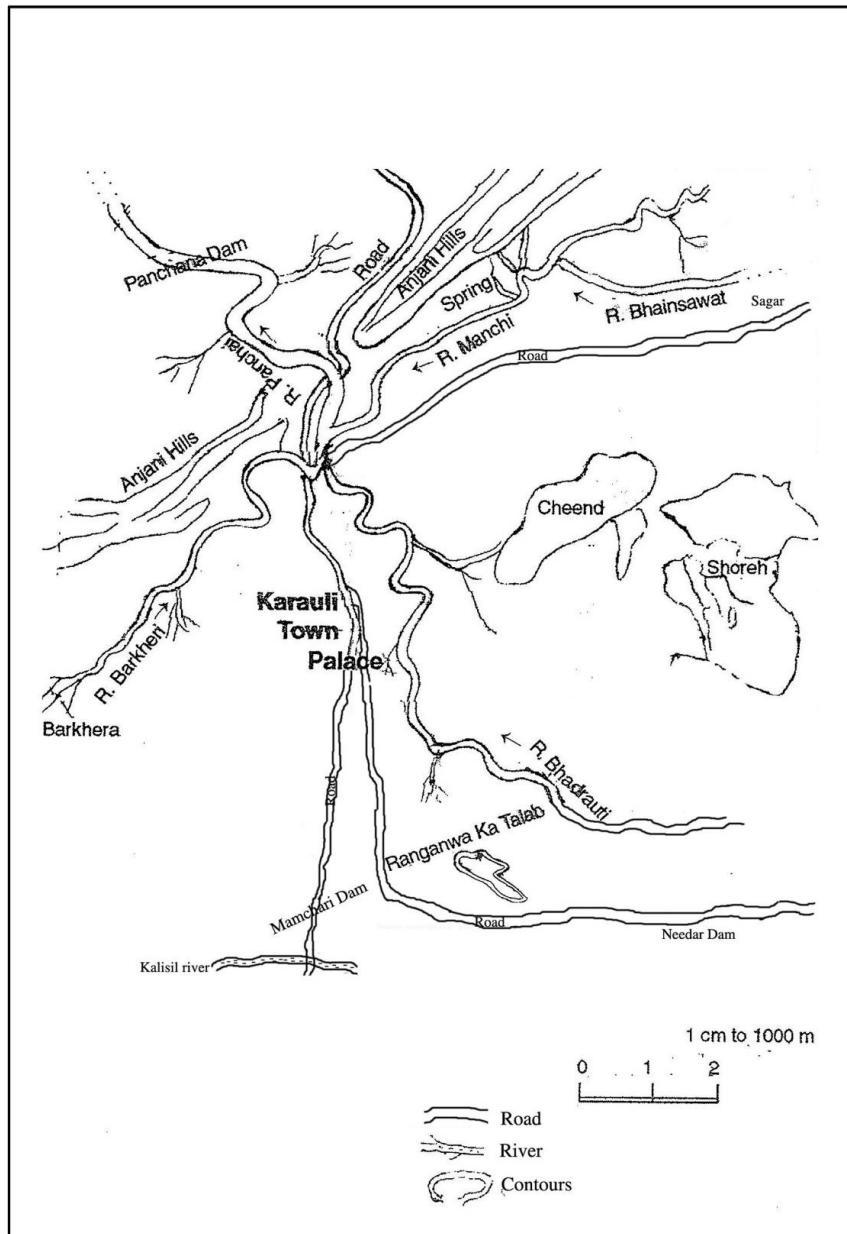 Panchana Dam
Road
Anjani Hills
Spring
R. Bhainsawat
Sagar
R. Manchi
Road
R. Panchai
Anjani Hills
Cheend
Shoreh
Karauli
Town
Palace
R. Barkheri
Barkhera
R. Bhadrauti
Road
Ranganwa Ka Talab
Mamchari Dam
Road
Needar Dam
Kalisil river
1 cm to 1000 m
0 1 2
Road
River
Contours